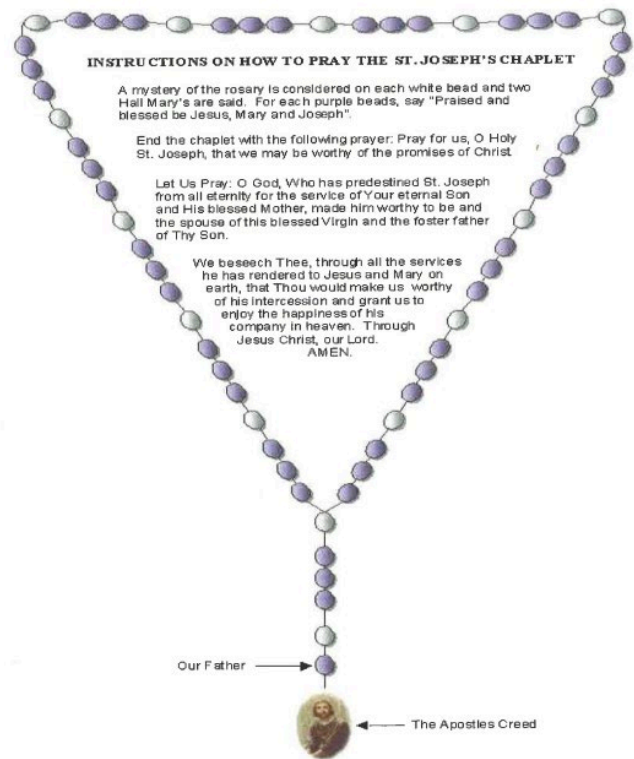 INSTRUCTIONS ON HOW TO PRAY THE ST. JOSEPH'S CHAPLET
A mystery of the rosary is considered on each white bead and two
Hail Mary's are said. For each purple beads, say "Praised and
blessed be Jesus, Mary and Joseph".
End the chaplet with the following prayer: Pray for us, O Holy
St. Joseph, that we may be worthy of the promises of Christ
Let Us Pray: O God, Who has predestined St. Joseph
from all eternity for the service of Your eternal Son
and His blessed Mother, made him worthy to be and
the spouse of this blessed Virgin and the foster father
of Thy Son.
We beseech Thee, through all the services
he has rendered to Jesus and Mary on
earth, that Thou would make us worthy
of his intercession and grant us to
enjoy the happiness of his
company in heaven. Through
Jesus Christ, our Lord.
AMEN.
Our Father
The Apostles Creed